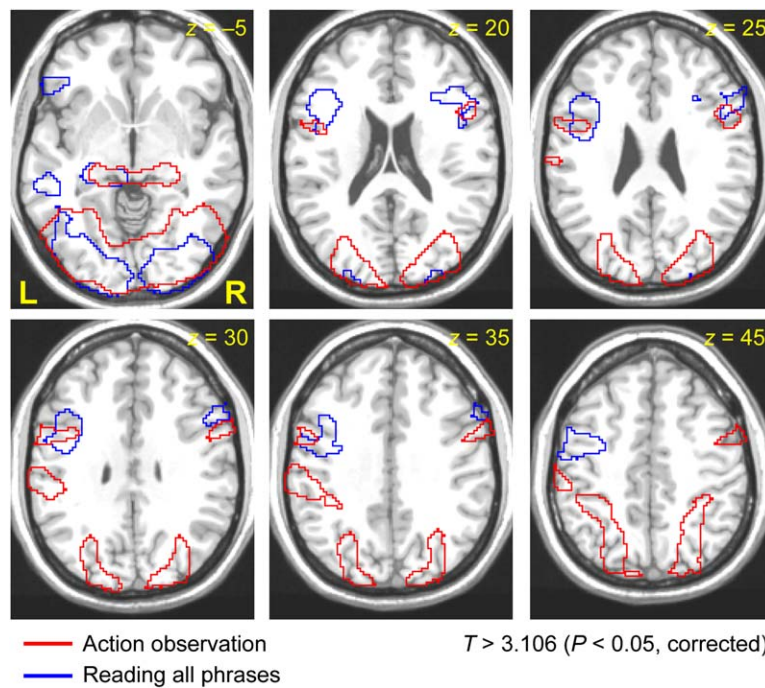 z = –5
z = 20
z = 25
L
R
z = 30
z = 35
z = 45
Action observation
T > 3.106 (P < 0.05, corrected)
Reading all phrases